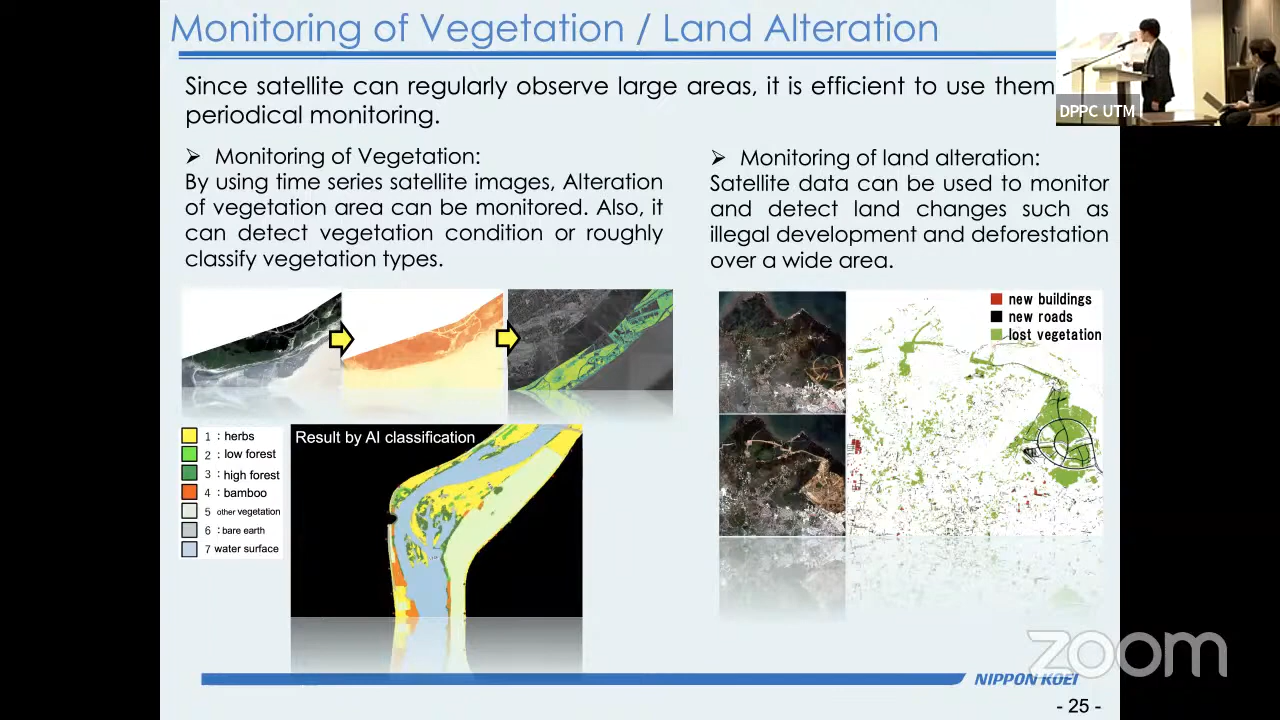 Monitoring of Vegetation / Land Alteration
Since satellite can regularly observe large areas, it is efficient to use them
periodical monitoring.
DPPC UTM
➢ Monitoring of Vegetation:
By using time series satellite images, Alteration
of vegetation area can be monitored. Also, it
can detect vegetation condition or roughly
classify vegetation types.
➢ Monitoring of land alteration:
Satellite data can be used to monitor
and detect land changes such as
illegal development and deforestation
over a wide area.
new buildings
new roads
lost vegetation
Result by AI classification
1 : herbs
2 : low forest
3 : high forest
4 : bamboo
5 other vegetation
6 : bare earth
7 water surface
zoom
NIPPON KOEI
- 25 -